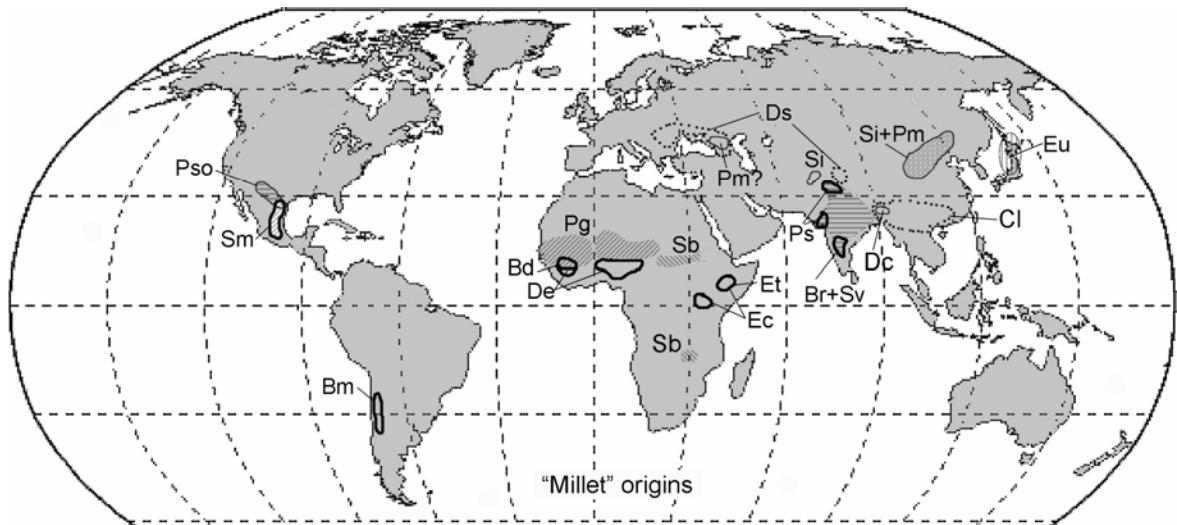 Ds
Si+Pm
Eu
Pso
Si
Pm?
Sm
Pg
Sb
Ps
Cl
Bd
Dc
De
Et
Br+Sv
Ec
Sb
Bm
“Millet” origins